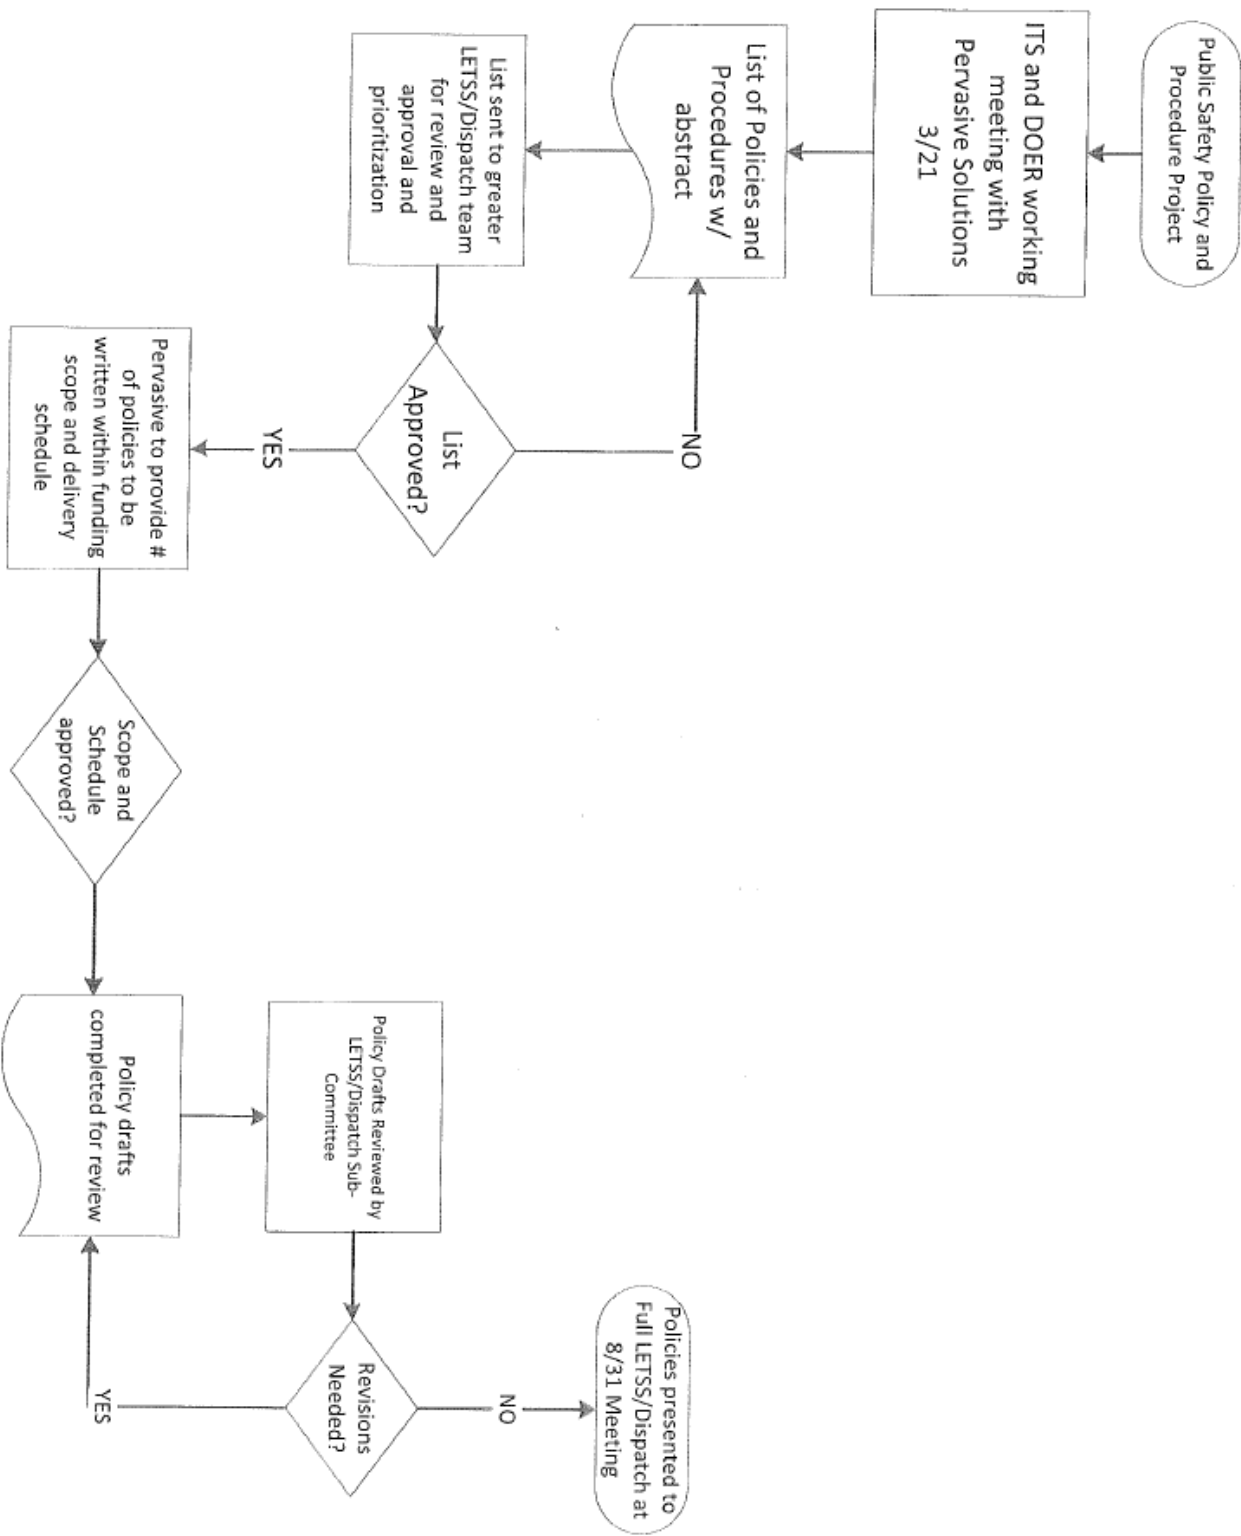 Public Safety Policy and
Procedure Project
ITS and DOER working
meeting with
Pervasive Solutions
3/21
List of Policies and
Procedures w/
abstract
List sent to greater
LETSS/Dispatch team
for review and
approval and
prioritization
List
Approved?
NO
YES
Pervasive to provide #
of policies to be
written within funding
scope and delivery
schedule
Scope and
Schedule
approved?
Policy drafts
completed for review
Policy Drafts Reviewed by
LETSS/Dispatch Sub-
Committee
Revisions
Needed?
YES
NO
Policies presented to
Full LETSS/Dispatch at
8/31 Meeting